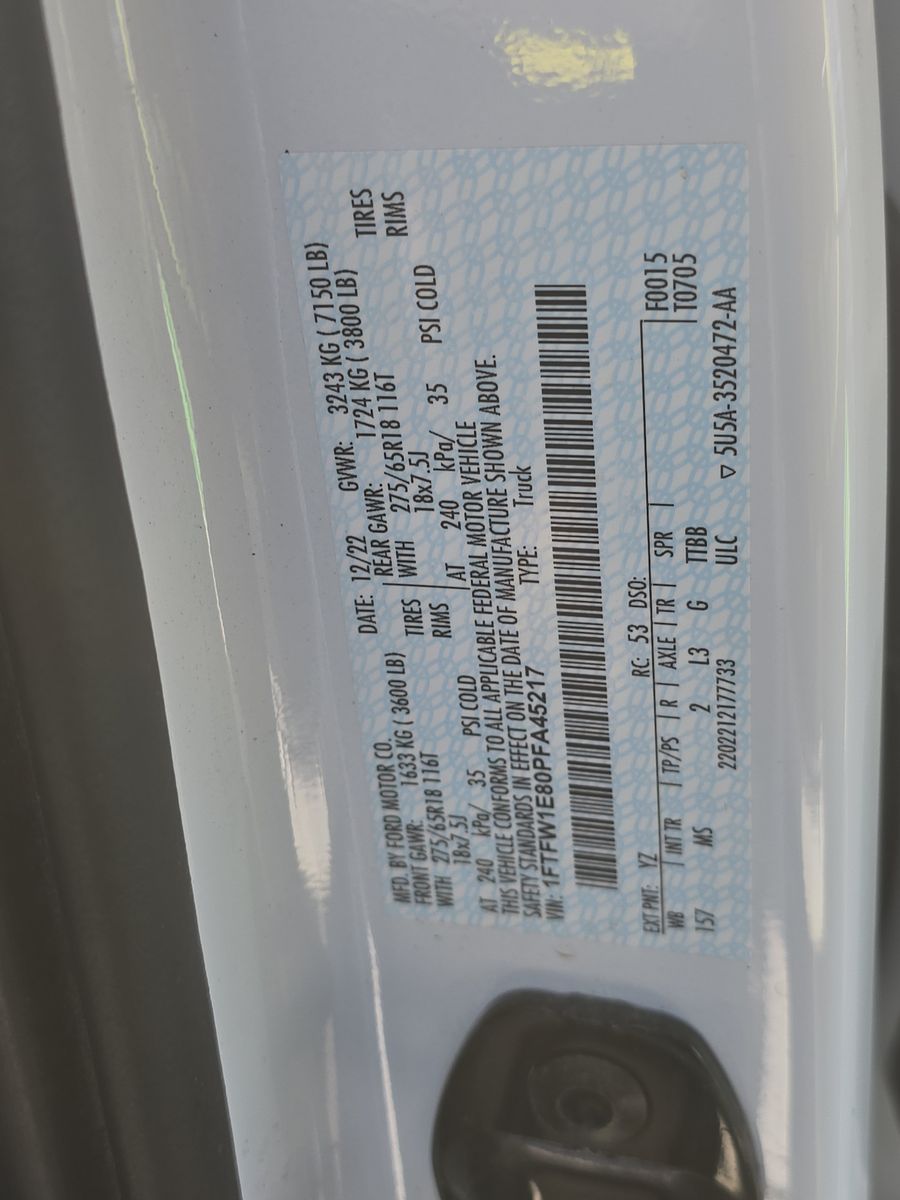 MFD. BY FORD MOTOR CO.
DATE: 12/22 GVWR: 3243 KG ( 7150 LB)
FRONT GAWR: 1633 KG ( 3600 LB) REAR GAWR: 1724 KG ( 3800 LB)
WITH 275/65R18 116T TIRES WITH 275/65R18 116T TIRES
18x7.5J RIMS 18x7.5J RIMS
AT 240 kPa/ 35 PSI COLD AT 240 kPa/ 35 PSI COLD
THIS VEHICLE CONFORMS TO ALL APPLICABLE FEDERAL MOTOR VEHICLE
SAFETY STANDARDS IN EFFECT ON THE DATE OF MANUFACTURE SHOWN ABOVE.
VIN: 1FTFW1E80PFA45217 TYPE: Truck
EXT PNT: YZ RC: 53 DSO:
WB | INT TR | TP/PS | R | AXLE | TR | SPR | F0015
157 MS 2 L3 G TTBB T0705
2202212177733 ULC ▽ 5U5A-3520472-AA